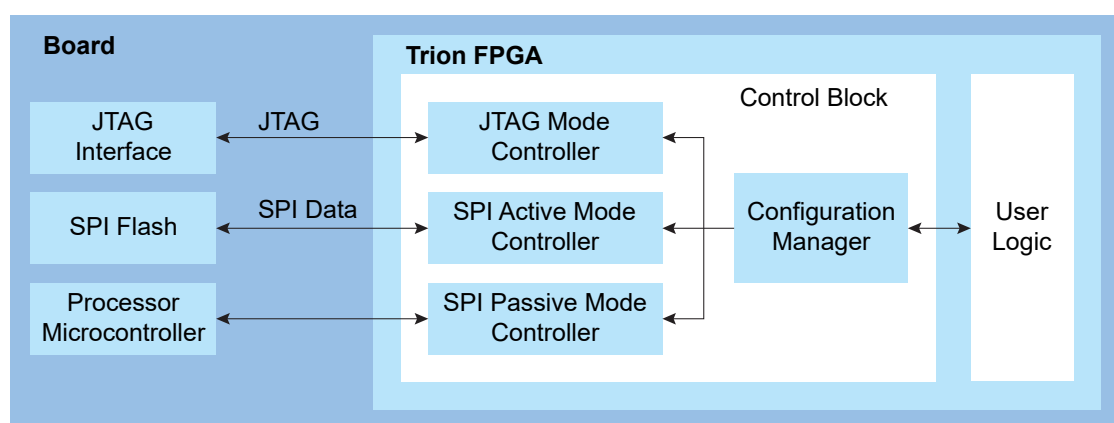 Board
Trion FPGA
Control Block
JTAG
Interface
JTAG
JTAG Mode
Controller
SPI Flash
SPI Data
SPI Active Mode
Controller
Configuration
Manager
User
Logic
Processor
Microcontroller
SPI Passive Mode
Controller